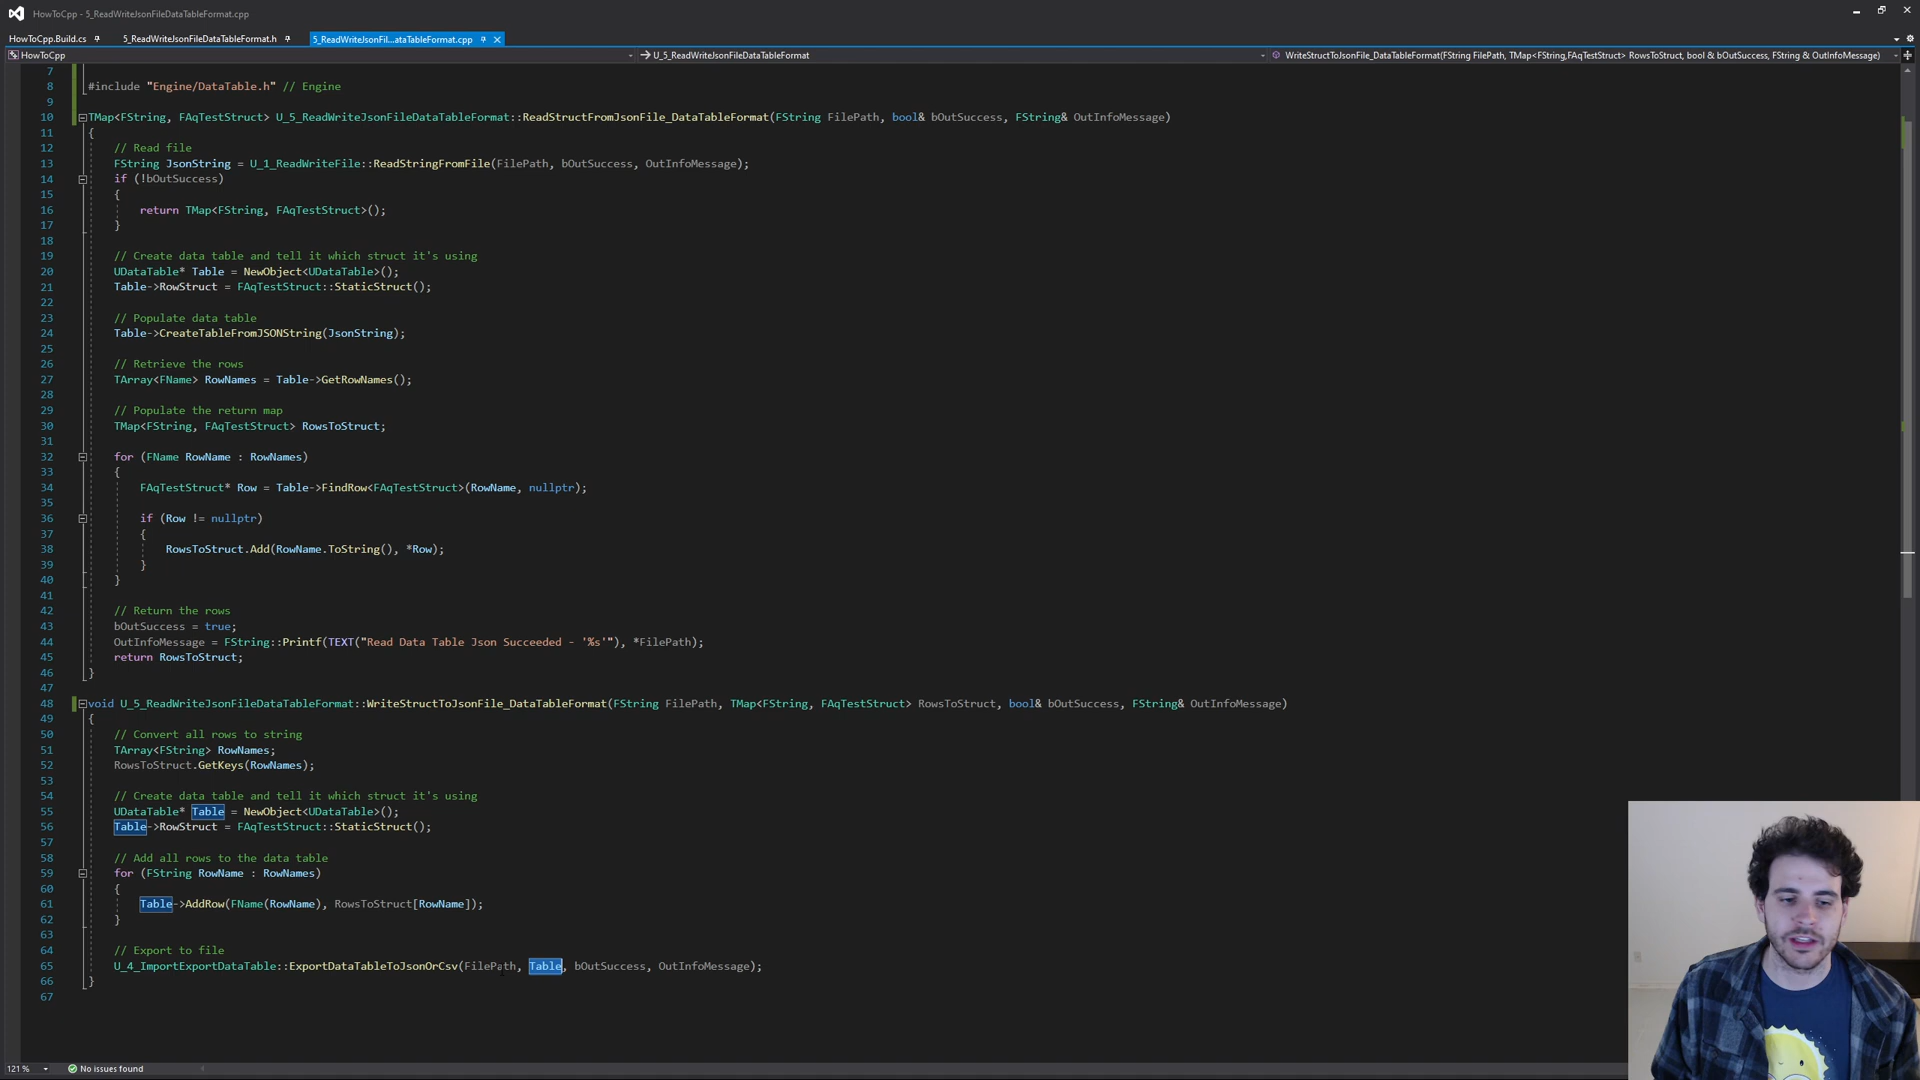 HowToCpp - 5_ReadWriteJsonFileDataTableFormat.cpp
HowToCpp.Build.cs 5_ReadWriteJsonFileDataTableFormat.h 5_ReadWriteJsonFil...ataTableFormat.cpp
HowToCpp U_5_ReadWriteJsonFileDataTableFormat WriteStructToJsonFile_DataTableFormat(FString FilePath, TMap<FString,FAqTestStruct> RowsToStruct, bool & bOutSuccess, FString & OutInfoMessage)
7
8 #include "Engine/DataTable.h" // Engine
9
10 TMap<FString, FAqTestStruct> U_5_ReadWriteJsonFileDataTableFormat::ReadStructFromJsonFile_DataTableFormat(FString FilePath, bool& bOutSuccess, FString& OutInfoMessage)
11 {
12 // Read file
13 FString JsonString = U_1_ReadWriteFile::ReadStringFromFile(FilePath, bOutSuccess, OutInfoMessage);
14 if (!bOutSuccess)
15 {
16 return TMap<FString, FAqTestStruct>();
17 }
18
19 // Create data table and tell it which struct it's using
20 UDataTable* Table = NewObject<UDataTable>();
21 Table->RowStruct = FAqTestStruct::StaticStruct();
22
23 // Populate data table
24 Table->CreateTableFromJSONString(JsonString);
25
26 // Retrieve the rows
27 TArray<FName> RowNames = Table->GetRowNames();
28
29 // Populate the return map
30 TMap<FString, FAqTestStruct> RowsToStruct;
31
32 for (FName RowName : RowNames)
33 {
34 FAqTestStruct* Row = Table->FindRow<FAqTestStruct>(RowName, nullptr);
35
36 if (Row != nullptr)
37 {
38 RowsToStruct.Add(RowName.ToString(), *Row);
39 }
40 }
41
42 // Return the rows
43 bOutSuccess = true;
44 OutInfoMessage = FString::Printf(TEXT("Read Data Table Json Succeeded - '%s'"), *FilePath);
45 return RowsToStruct;
46 }
47
48 void U_5_ReadWriteJsonFileDataTableFormat::WriteStructToJsonFile_DataTableFormat(FString FilePath, TMap<FString, FAqTestStruct> RowsToStruct, bool& bOutSuccess, FString& OutInfoMessage)
49 {
50 // Convert all rows to string
51 TArray<FString> RowNames;
52 RowsToStruct.GetKeys(RowNames);
53
54 // Create data table and tell it which struct it's using
55 UDataTable* Table = NewObject<UDataTable>();
56 Table->RowStruct = FAqTestStruct::StaticStruct();
57
58 // Add all rows to the data table
59 for (FString RowName : RowNames)
60 {
61 Table->AddRow(FName(RowName), RowsToStruct[RowName]);
62 }
63
64 // Export to file
65 U_4_ImportExportDataTable::ExportDataTableToJsonOrCsv(FilePath, Table, bOutSuccess, OutInfoMessage);
66 }
67
121 % No issues found